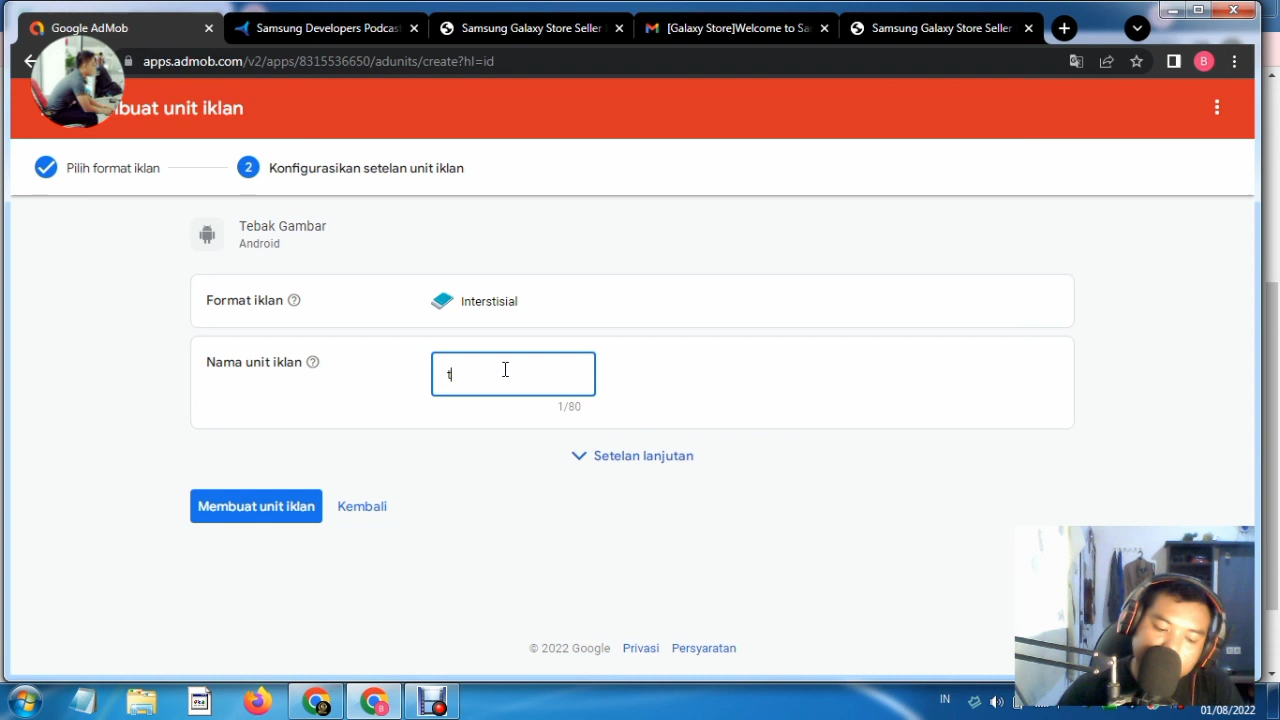 Google AdMob
Samsung Developers Podcas
Samsung Galaxy Store Seller
[Galaxy Store]Welcome to Sa
Samsung Galaxy Store Seller
apps.admob.com/v2/apps/8315536650/adunits/create?hl=id
B
buat unit iklan
Pilih format iklan
2
Konfigurasikan setelan unit iklan
Tebak Gambar
Android
Format iklan
Interstisial
Nama unit iklan
t
1/80
Setelan lanjutan
Membuat unit iklan
Kembali
© 2022 Google
Privasi
Persyaratan
IN
01/08/2022